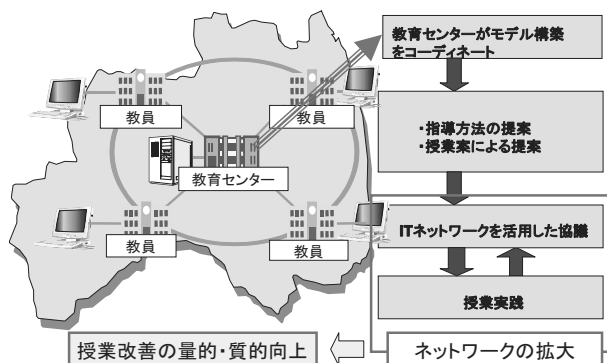 教育センターがモデル構築
をコーディネート
教員
教員
・指導方法の提案
・授業案による提案
教育センター
教員
教員
ITネットワークを活用した協議
授業実践
授業改善の量的・質的向上
ネットワークの拡大